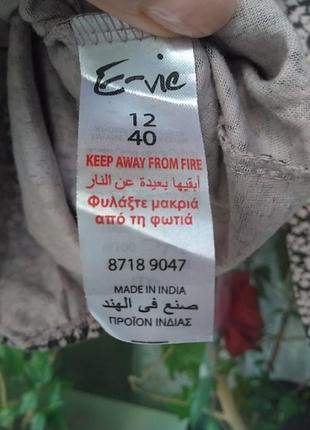 E-vie
12
40
KEEP AWAY FROM FIRE
أبقيها بعيدة عن النار
Φυλάξτε μακριά
από τη φωτιά
8718 9047
MADE IN INDIA
صنع في الهند
ΠΡΟΪΟΝ ΙΝΔΙΑΣ